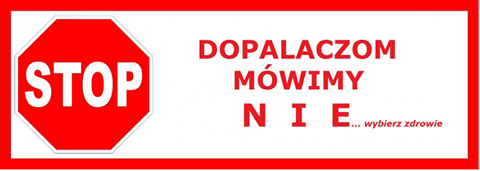 STOP
DOPALACZOM
MÓWIMY
N I E... wybierz zdrowie